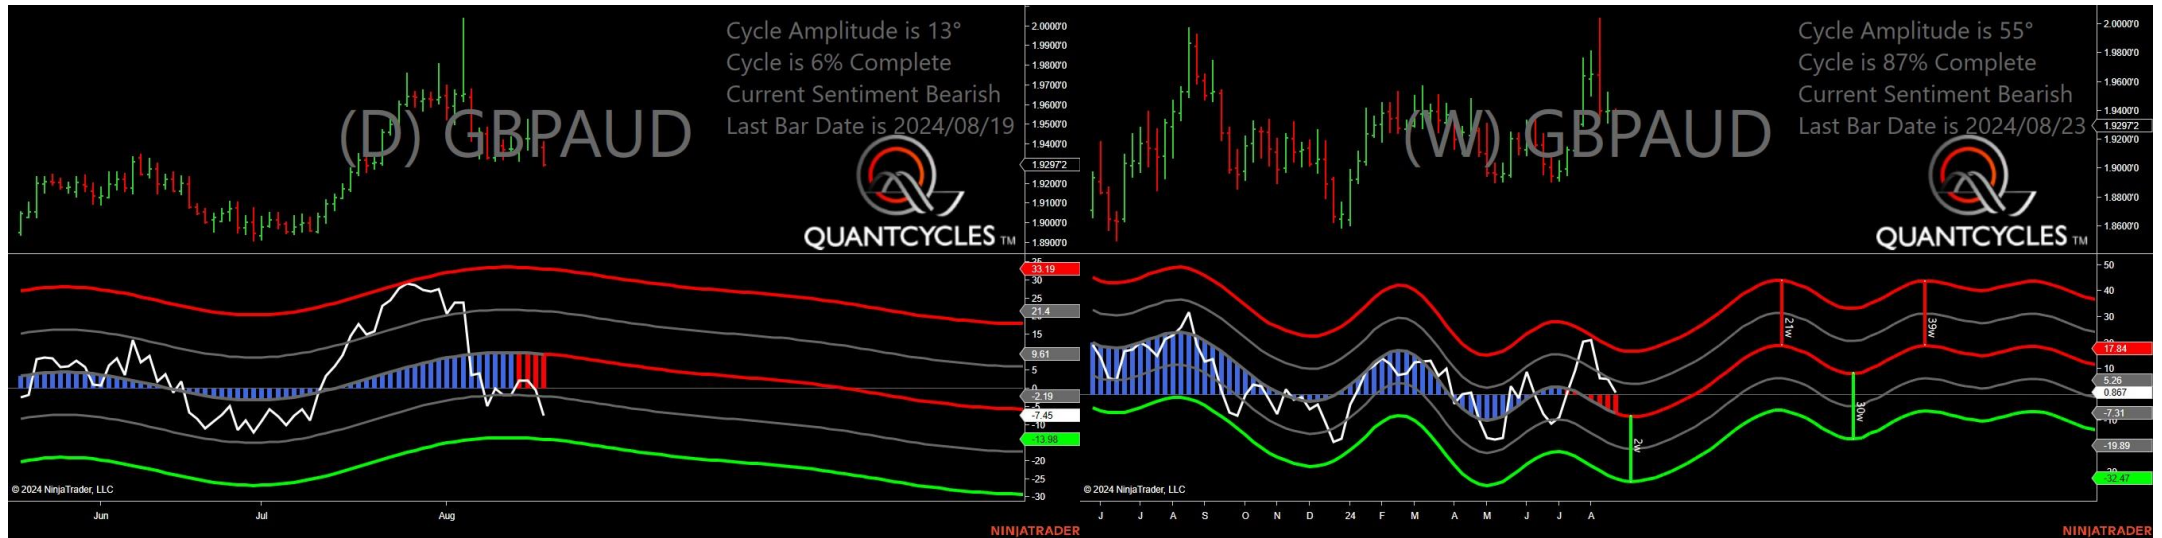 Cycle Amplitude is 13°
Cycle is 6% Complete
Current Sentiment Bearish
Last Bar Date is 2024/08/19
(D) GBPAUD
QUANTCYCLES TM
2.0000'0
1.9900'0
1.9800'0
1.9700'0
1.9600'0
1.9500'0
1.9400'0
1.9297'2
1.9200'0
1.9100'0
1.9000'0
1.8900'0
35
33.19
30
25
21.4
15
9.61
5
0
-2.19
-5
-7.45
-10
-13.98
-20
-25
-30
© 2024 NinjaTrader, LLC
Jun
Jul
Aug
NINJATRADER
Cycle Amplitude is 55°
Cycle is 87% Complete
Current Sentiment Bearish
Last Bar Date is 2024/08/23
(W) GBPAUD
QUANTCYCLES TM
2.0000'0
1.9800'0
1.9600'0
1.9400'0
1.9297'2
1.9200'0
1.9000'0
1.8800'0
1.8600'0
50
40
30
17.84
10
5.26
0.867
-7.31
-10
-19.89
-32.47
21w
39w
2w
30w
© 2024 NinjaTrader, LLC
J J A S O N D 24 F M A M J J A
NINJATRADER